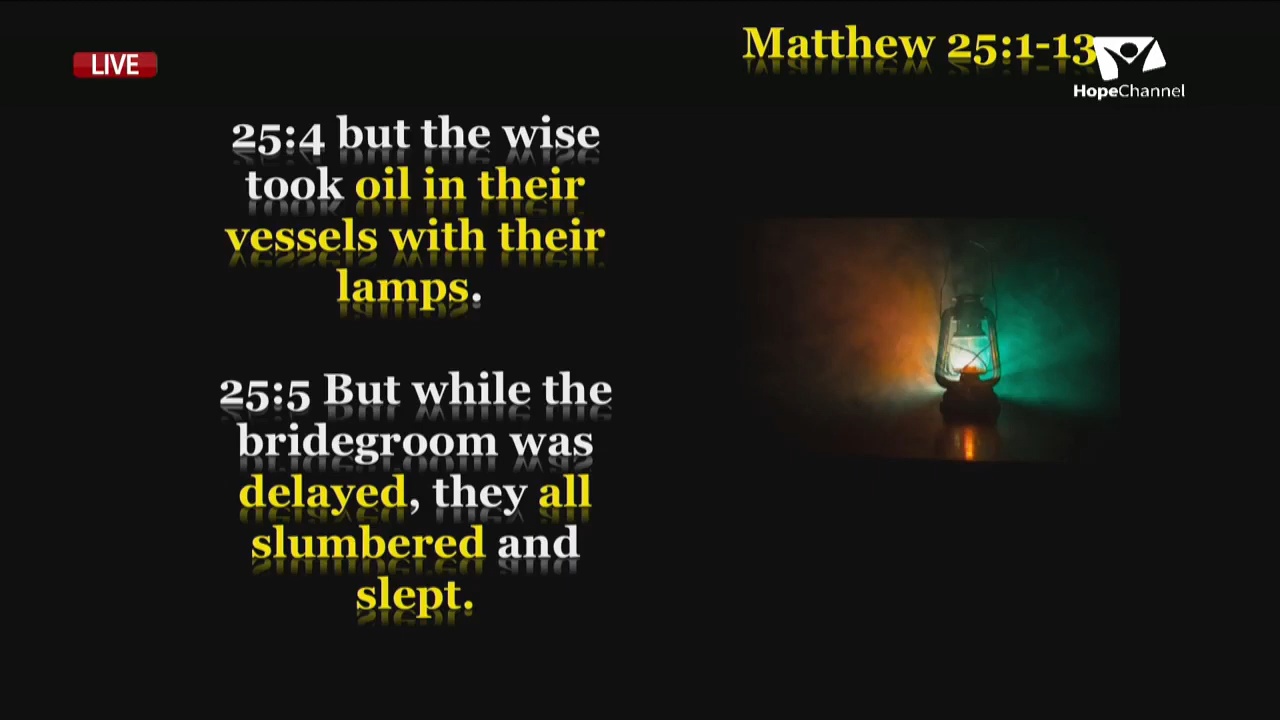 LIVE
Matthew 25:1-13
HopeChannel
25:4 but the wise
took oil in their
vessels with their
lamps.
25:5 But while the
bridegroom was
delayed, they all
slumbered and
slept.